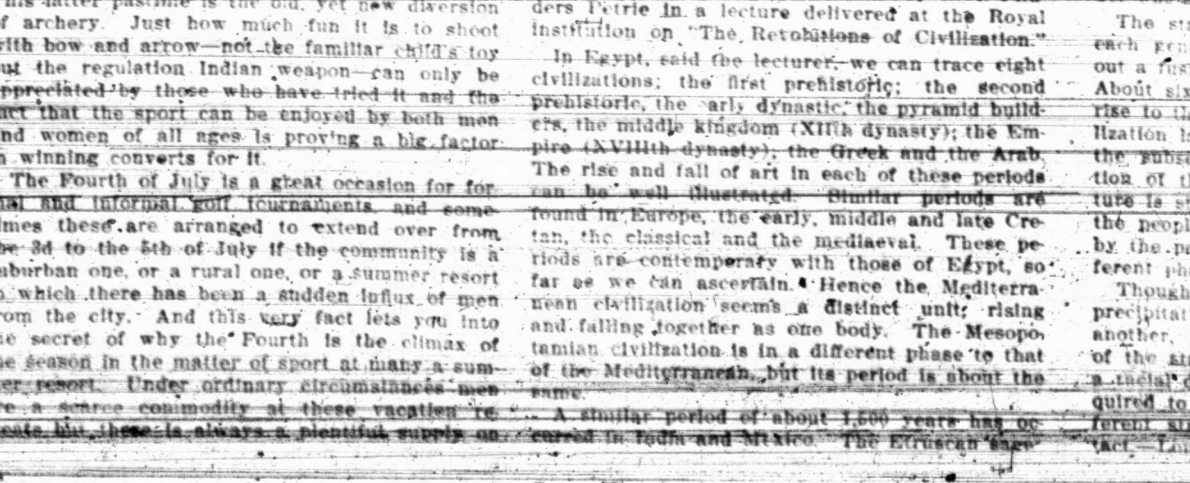 his latter pastime is the old, yet new diversion
of archery. Just how much fun it is to shoot
with bow and arrow—not the familiar child's toy
but the regulation Indian weapon—can only be
appreciated by those who have tried it and the
fact that the sport can be enjoyed by both men
and women of all ages is proving a big factor
winning converts for it.
The Fourth of July is a great occasion for for-
mal and informal golf tournaments, and some-
times these are arranged to extend over from
the 3d to the 5th of July if the community is a
suburban one, or a rural one, or a summer resort
which there has been a sudden influx of men
from the city. And this very fact lets you into
the secret of why the Fourth is the climax of
the season in the matter of sport at many a sum-
mer resort. Under ordinary circumstances men
are a scarce commodity at these vacation re-
but there is always a plentiful supply on
ders Petrie in a lecture delivered at the Royal
institution on "The Revolutions of Civilization."
In Egypt, said the lecturer, we can trace eight
civilizations; the first prehistoric; the second
prehistoric, the arly dynastic, the pyramid build-
ers, the middle kingdom (XIIth dynasty); the Em-
pire (XVIIIth dynasty), the Greek and the Arab.
The rise and fall of art in each of these periods
can be well illustrated. Similar periods are
found in Europe, the early, middle and late Cre-
tan, the classical and the mediaeval. These pe-
riods are contemporary with those of Egypt, so
far as we can ascertain. Hence the Mediterra-
nean civilization seems a distinct unit; rising
and falling together as one body. The Mesopo-
tamian civilization is in a different phase to that
of the Mediterranean, but its period is about the
same.
A similar period of about 1,500 years has oc-
curred in India and Mexico. The Etruscan
The
each
out a
About six
rise to
lization
the
tion of
ture is
the peopl
by the
ferent
Though
precipitat
another,
of the
a racial
quired to
ferent
tact.—